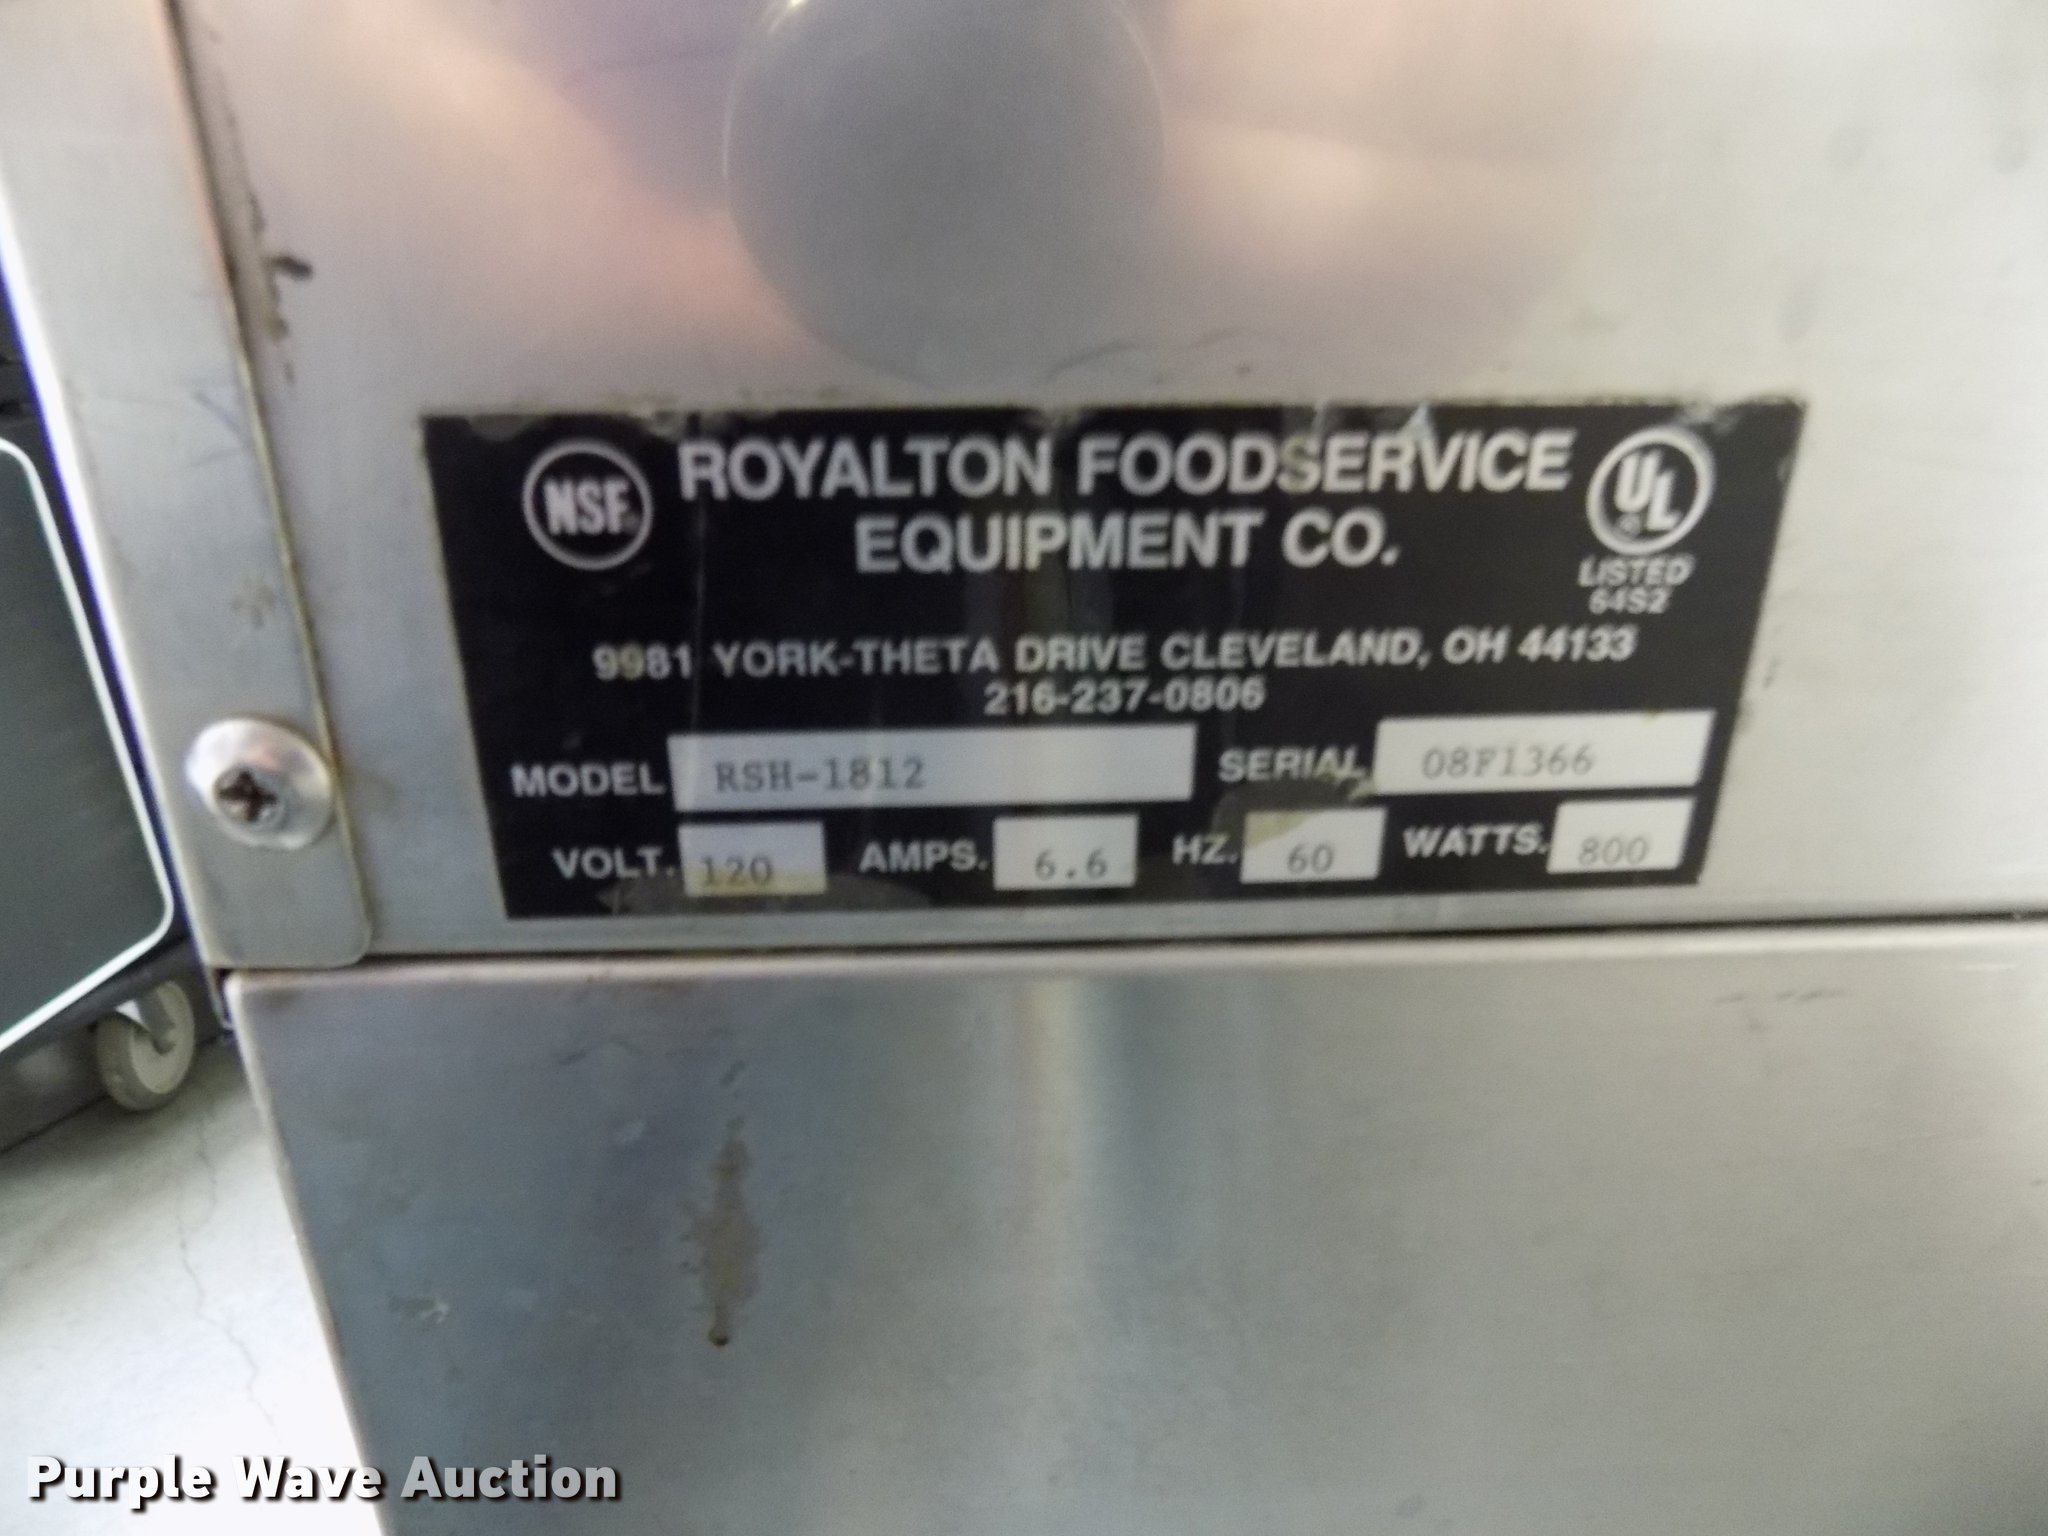 NSF
ROYALTON FOODSERVICE
EQUIPMENT CO.
UL
LISTED
64S2
9981 YORK-THETA DRIVE CLEVELAND, OH 44133
216-237-0806
MODEL RSH-1812 SERIAL 08F1366
VOLT. 120 AMPS. 6.6 HZ. 60 WATTS. 800
Purple Wave Auction